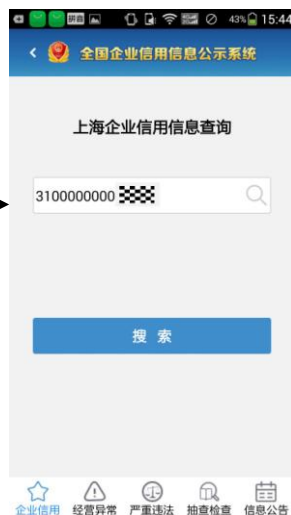 43% 15:44
全国企业信用信息公示系统
上海企业信用信息查询
3100000000
搜 索
企业信用 经营异常 严重违法 抽查检查 信息公告